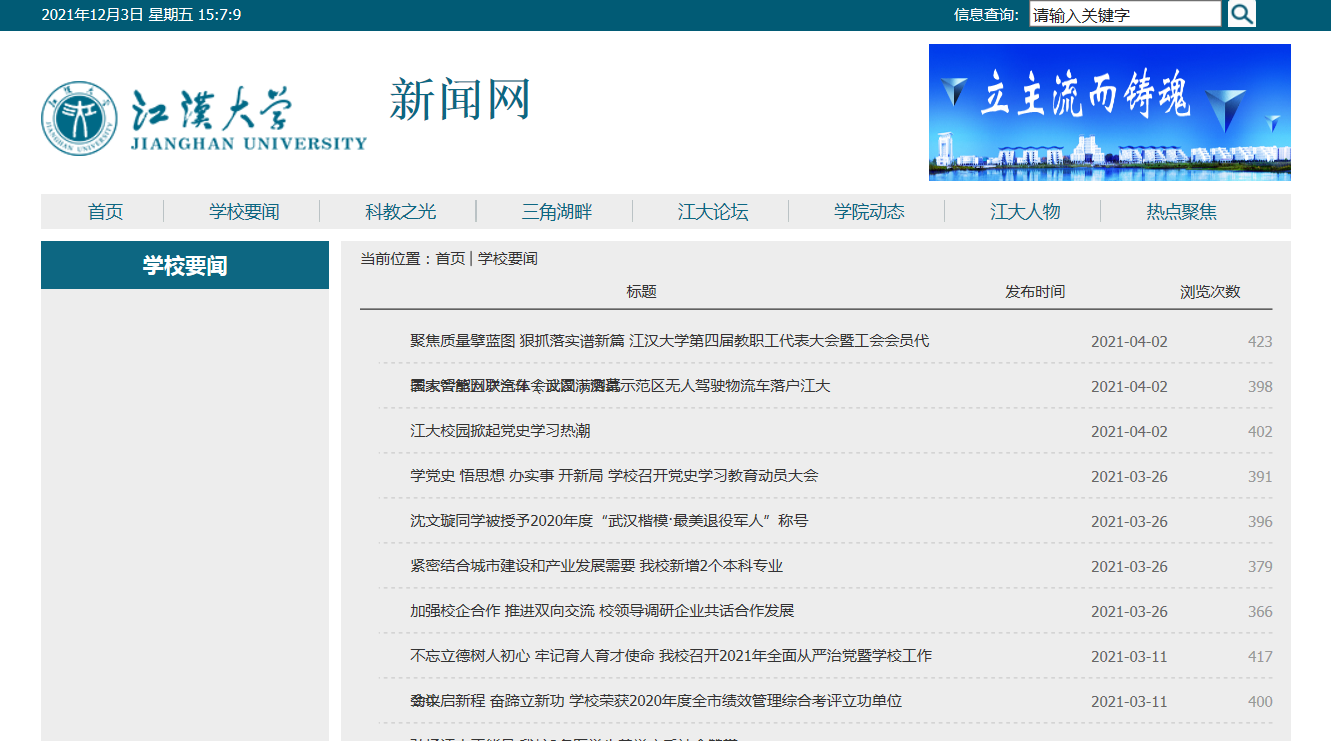 2021年12月3日 星期五 15:7:9
信息查询:
请输入关键字
江漢大学
JIANGHAN UNIVERSITY
新闻网
立主流而铸魂
首页 学校要闻 科教之光 三角湖畔 江大论坛 学院动态 江大人物 热点聚焦
学校要闻
当前位置：首页 | 学校要闻
标题 发布时间 浏览次数
聚焦质量擘蓝图 狠抓落实谱新篇 江汉大学第四届教职工代表大会暨工会会员代 2021-04-02 423
国家智能网联汽车（武汉）测试示范区无人驾驶物流车落户江大 2021-04-02 398
江大校园掀起党史学习热潮 2021-04-02 402
学党史 悟思想 办实事 开新局 学校召开党史学习教育动员大会 2021-03-26 391
沈文璇同学被授予2020年度“武汉楷模·最美退役军人”称号 2021-03-26 396
紧密结合城市建设和产业发展需要 我校新增2个本科专业 2021-03-26 379
加强校企合作 推进双向交流 校领导调研企业共话合作发展 2021-03-26 366
不忘立德树人初心 牢记育人育才使命 我校召开2021年全面从严治党暨学校工作 2021-03-11 417
启新程 奋蹄立新功 学校荣获2020年度全市绩效管理综合考评立功单位 2021-03-11 400